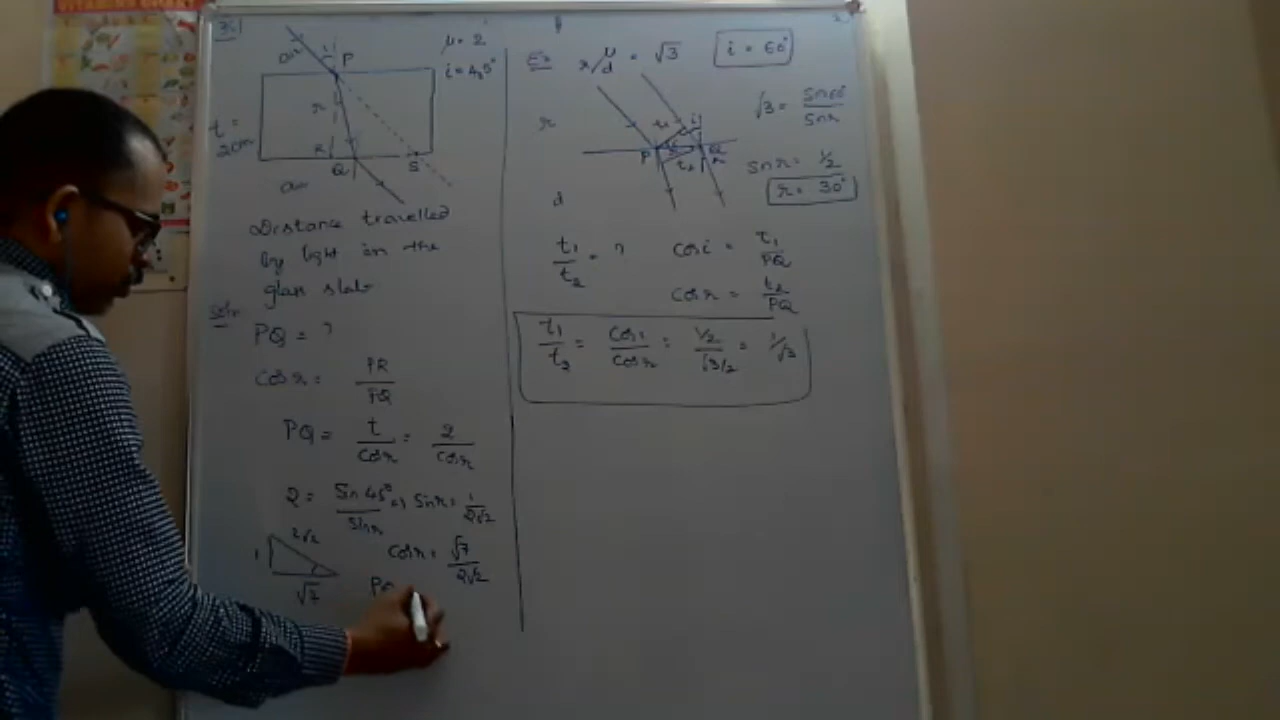 μ = 2
i = 45°
air
i
P
r
t = 2cm
R
Q
S
air
Distance travelled
by light in the
glass slab
Soln
PQ = ?
Cos r = PR/PQ
PQ = t/Cos r = 2/Cos r
2 = Sin 45°/Sin r ⇒ Sin r = 1/2√2
1
2√2
√7
Cos r = √7/2√2
PQ
Ex
r/d μ = √3
i = 60°
r
P
Q
t1
t2
i
r
d
√3 = Sin 60°/Sin r
Sin r = 1/2
r = 30°
t1/t2 = ?
Cos i = t1/PQ
Cos r = t2/PQ
t1/t2 = Cos i/Cos r = 1/2/√3/2 = 1/√3